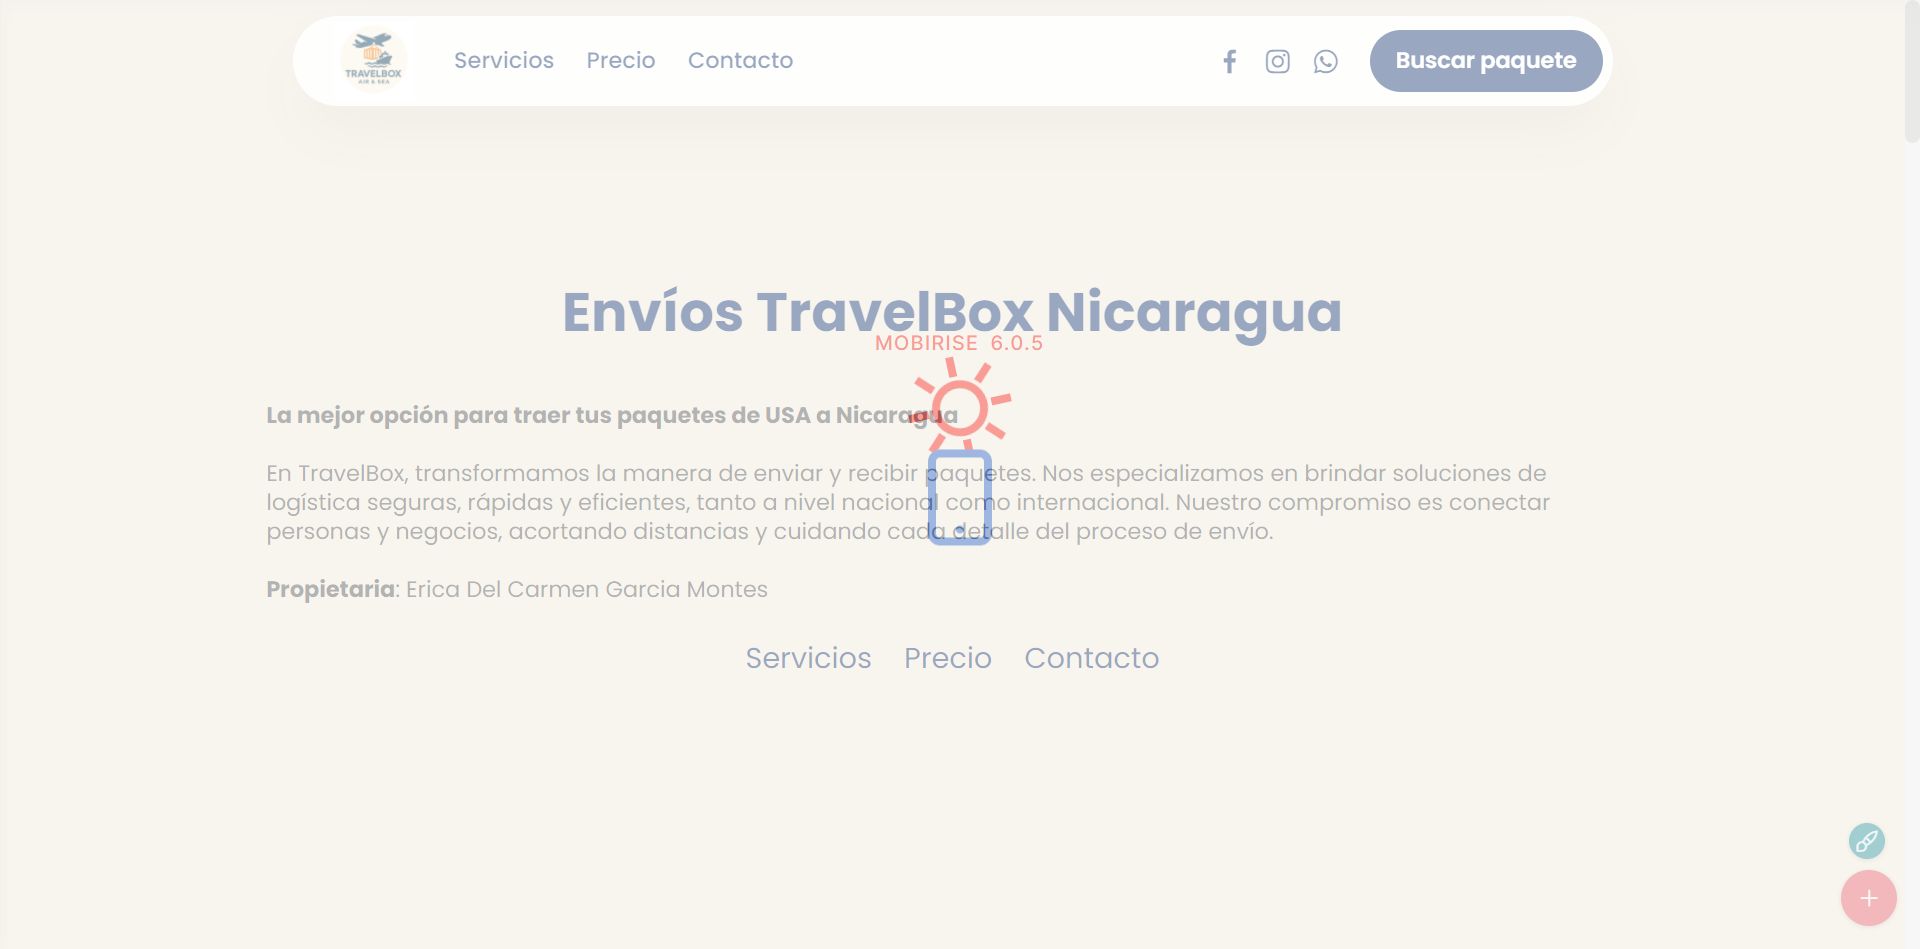 TRAVELBOX
AIR & SEA
Servicios Precio Contacto
Buscar paquete
Envíos TravelBox Nicaragua
MOBIRISE 6.0.5
La mejor opción para traer tus paquetes de USA a Nicaragua
En TravelBox, transformamos la manera de enviar y recibir paquetes. Nos especializamos en brindar soluciones de
logística seguras, rápidas y eficientes, tanto a nivel nacional como internacional. Nuestro compromiso es conectar
personas y negocios, acortando distancias y cuidando cada detalle del proceso de envío.
Propietaria: Erica Del Carmen Garcia Montes
Servicios Precio Contacto